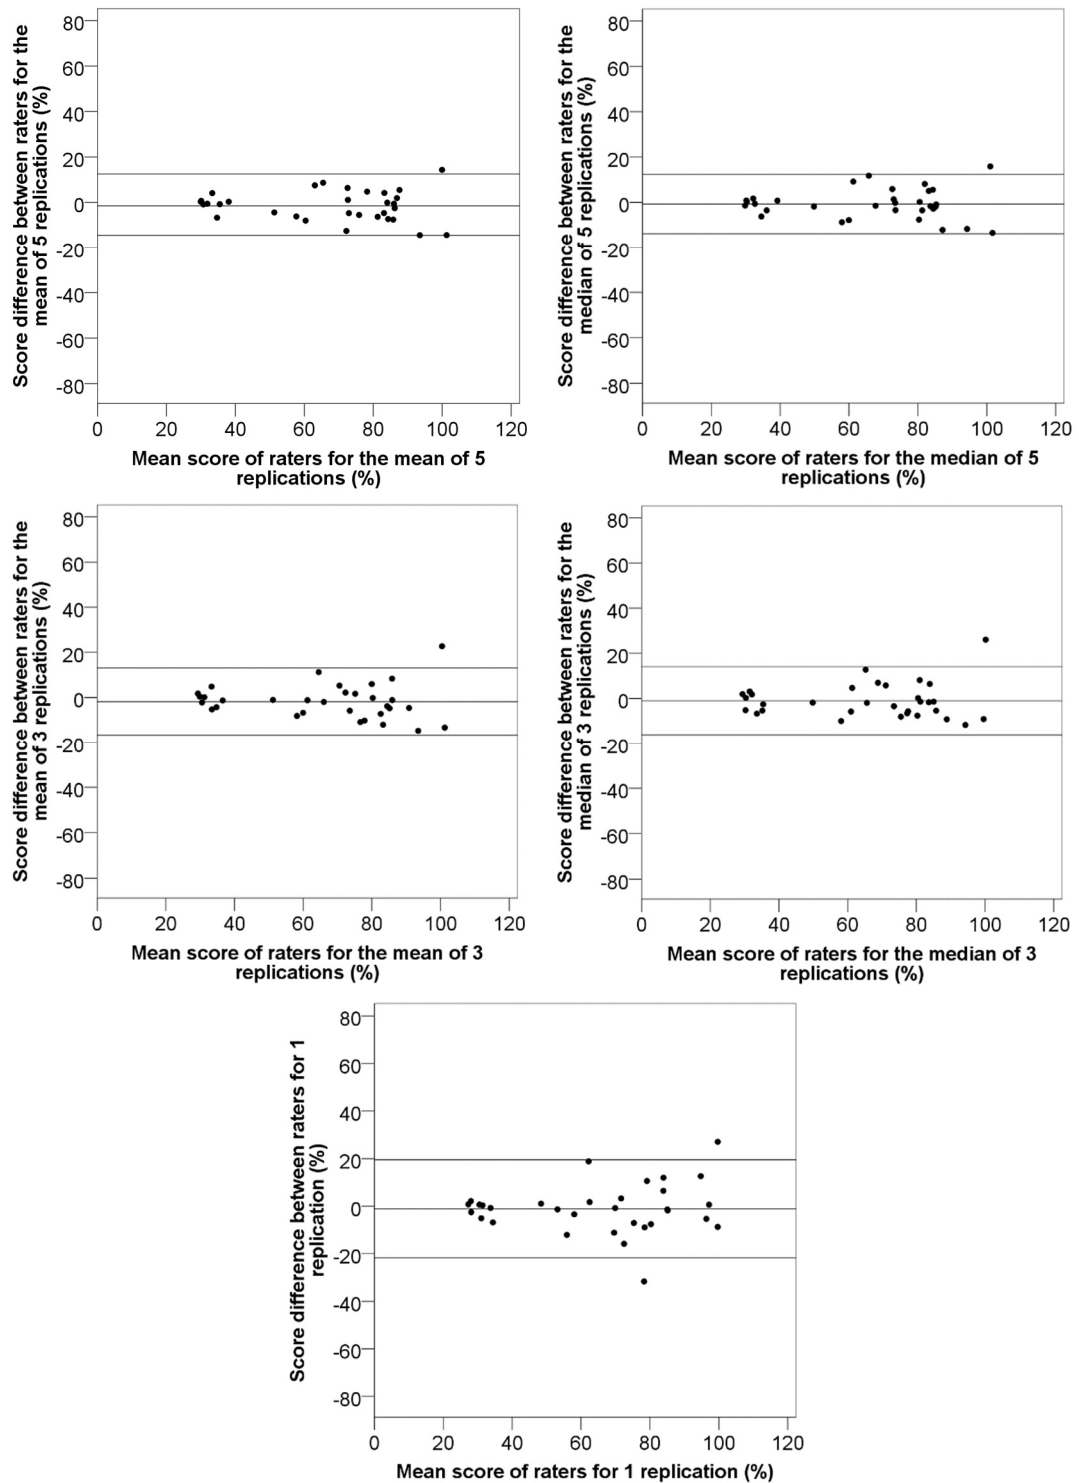 Score difference between raters for the
mean of 5 replications (%)
80
60
40
20
0
-20
-40
-60
-80
0 20 40 60 80 100 120
Mean score of raters for the mean of 5
replications (%)
Score difference between raters for the
median of 5 replications (%)
80
60
40
20
0
-20
-40
-60
-80
0 20 40 60 80 100 120
Mean score of raters for the median of 5
replications (%)
Score difference between raters for the
mean of 3 replications (%)
80
60
40
20
0
-20
-40
-60
-80
0 20 40 60 80 100 120
Mean score of raters for the mean of 3
replications (%)
Score difference between raters for the
median of 3 replications (%)
80
60
40
20
0
-20
-40
-60
-80
0 20 40 60 80 100 120
Mean score of raters for the median of 3
replications (%)
Score difference between raters for 1
replication (%)
80
60
40
20
0
-20
-40
-60
-80
0 20 40 60 80 100 120
Mean score of raters for 1 replication (%)